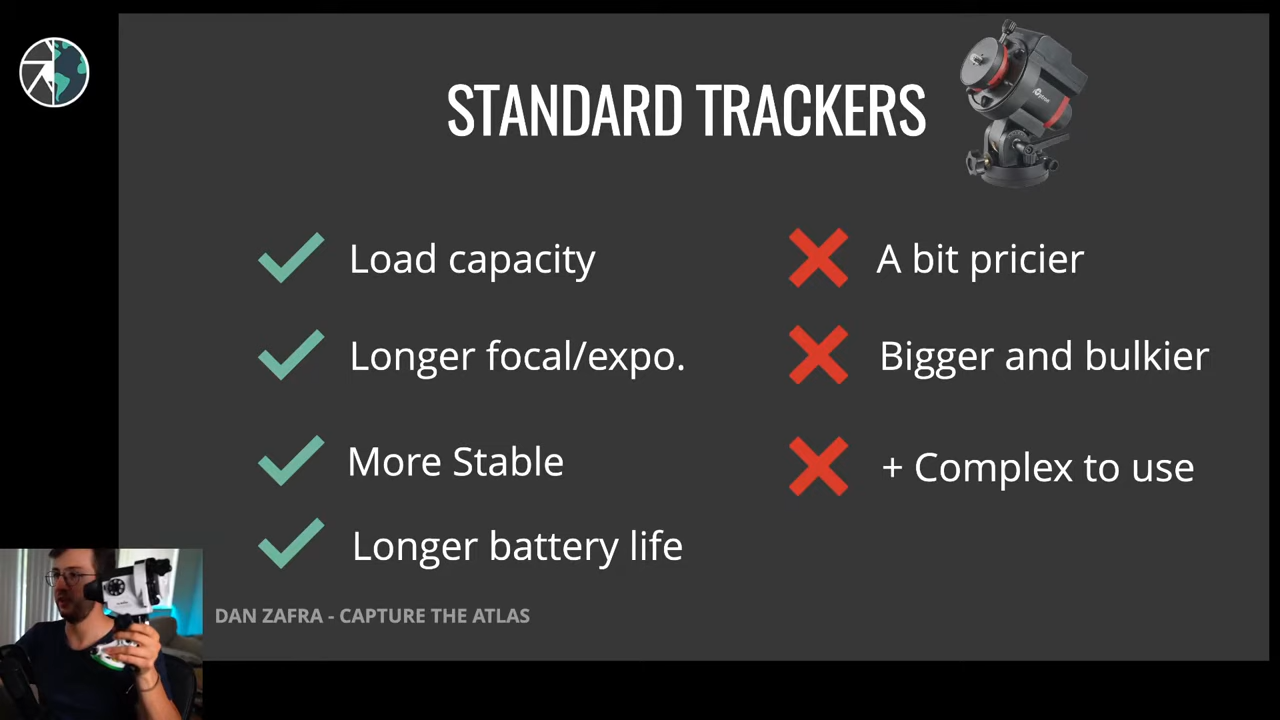 STANDARD TRACKERS
Load capacity
A bit pricier
Longer focal/expo.
Bigger and bulkier
More Stable
+ Complex to use
Longer battery life
DAN ZAFRA - CAPTURE THE ATLAS